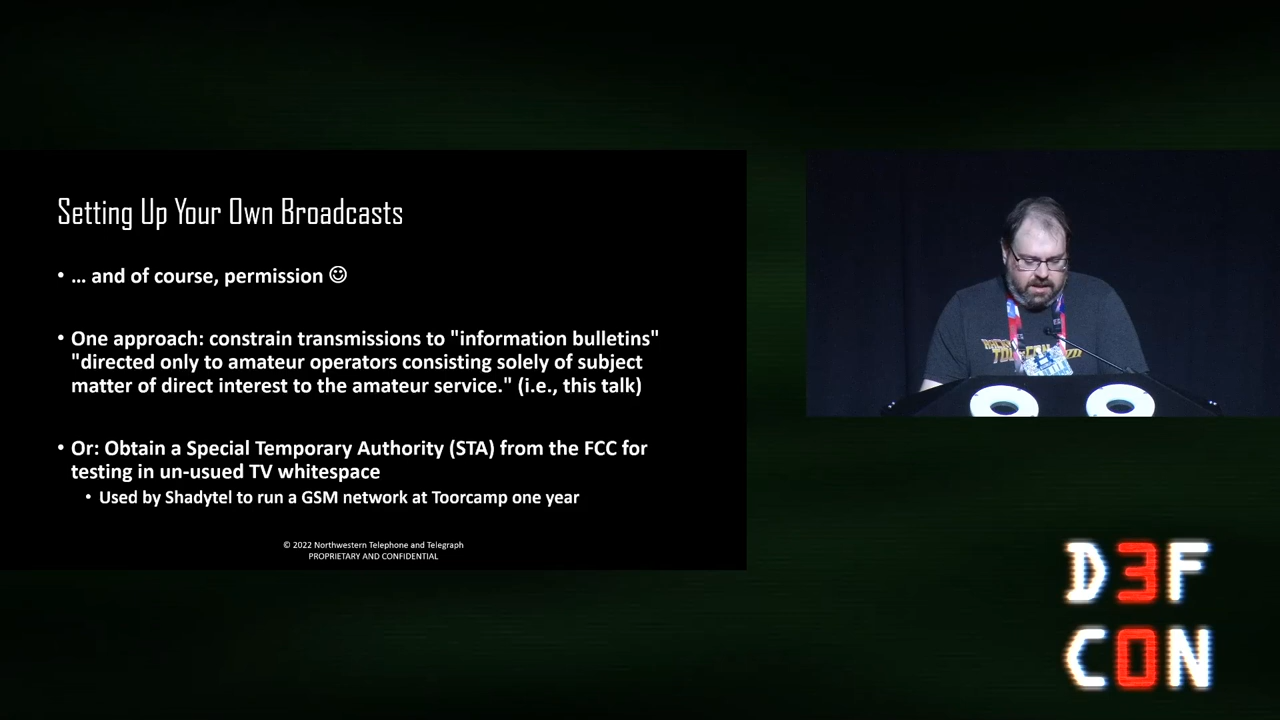 Setting Up Your Own Broadcasts
• … and of course, permission ☺
• One approach: constrain transmissions to "information bulletins"
"directed only to amateur operators consisting solely of subject
matter of direct interest to the amateur service." (i.e., this talk)
• Or: Obtain a Special Temporary Authority (STA) from the FCC for
testing in un-usued TV whitespace
• Used by Shadytel to run a GSM network at Toorcamp one year
© 2022 Northwestern Telephone and Telegraph
PROPRIETARY AND CONFIDENTIAL
D3F
C0N